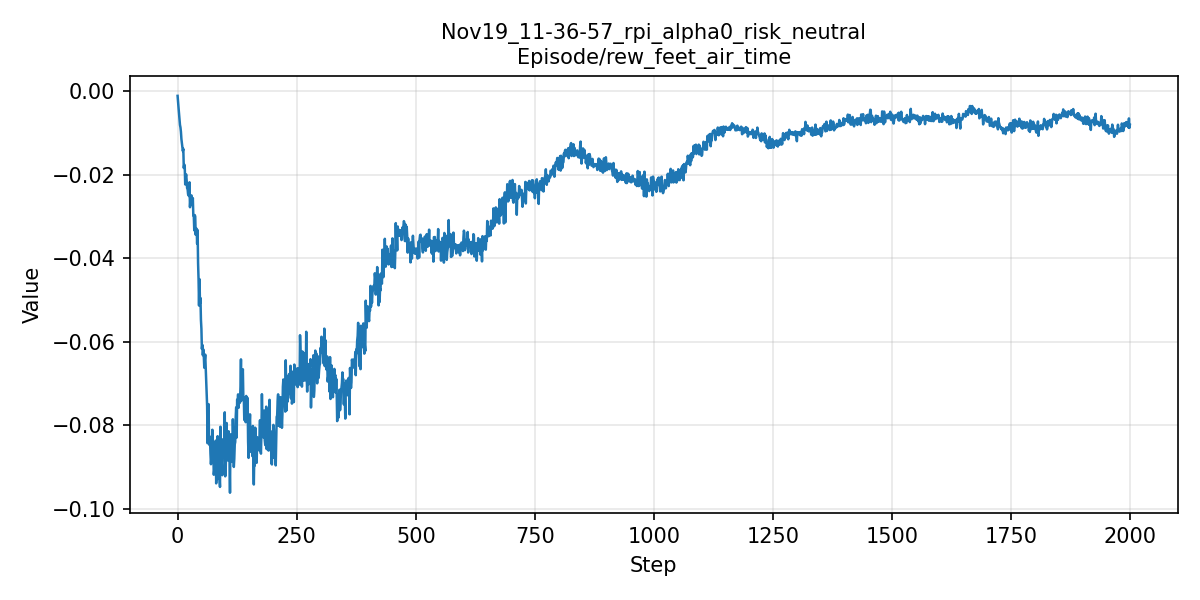 Nov19_11-36-57_rpi_alpha0_risk_neutral
Episode/rew_feet_air_time
Value
0.00
−0.02
−0.04
−0.06
−0.08
−0.10
0 250 500 750 1000 1250 1500 1750 2000
Step